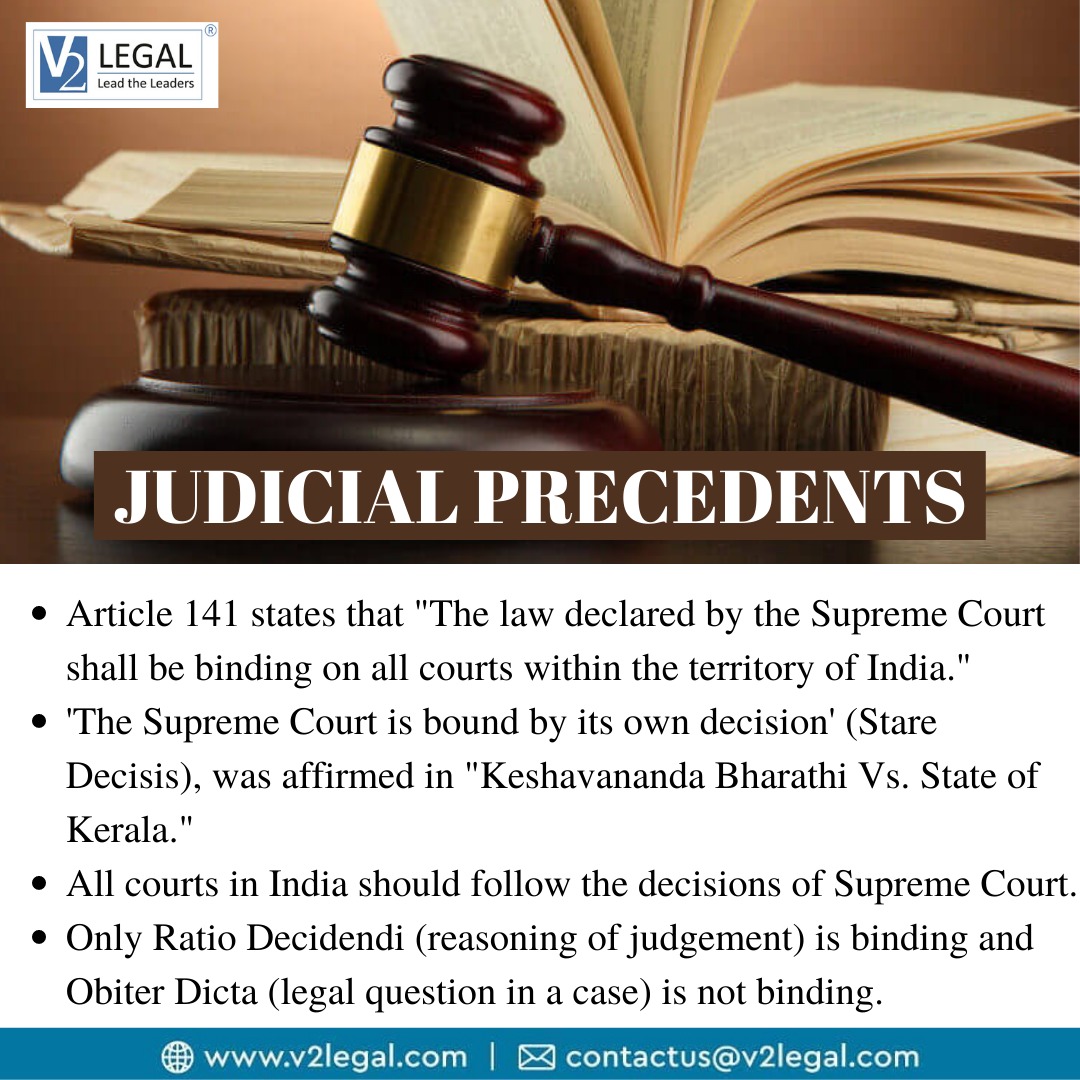 V2 LEGAL ®
Lead the Leaders
JUDICIAL PRECEDENTS
• Article 141 states that "The law declared by the Supreme Court
shall be binding on all courts within the territory of India."
• 'The Supreme Court is bound by its own decision' (Stare
Decisis), was affirmed in "Keshavananda Bharathi Vs. State of
Kerala."
• All courts in India should follow the decisions of Supreme Court.
• Only Ratio Decidendi (reasoning of judgement) is binding and
Obiter Dicta (legal question in a case) is not binding.
www.v2legal.com | contactus@v2legal.com